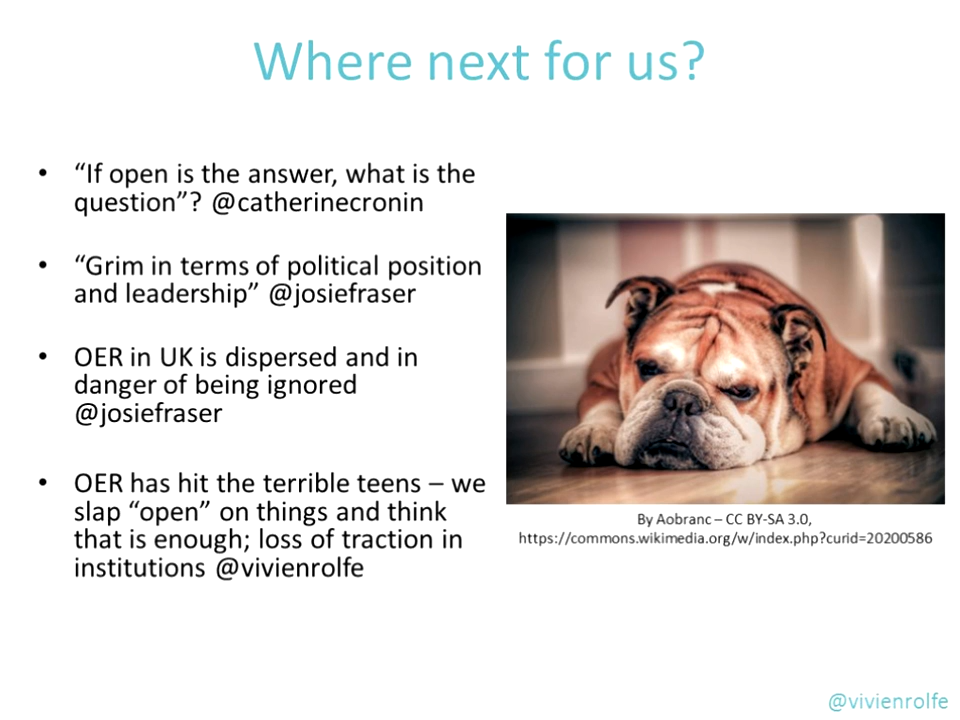 Where next for us?
• “If open is the answer, what is the
question”? @catherinecronin
• “Grim in terms of political position
and leadership” @josiefraser
• OER in UK is dispersed and in
danger of being ignored
@josiefraser
• OER has hit the terrible teens – we
slap “open” on things and think
that is enough; loss of traction in
institutions @vivienrolfe
By Aobranc – CC BY-SA 3.0,
https://commons.wikimedia.org/w/index.php?curid=20200586
@vivienrolfe